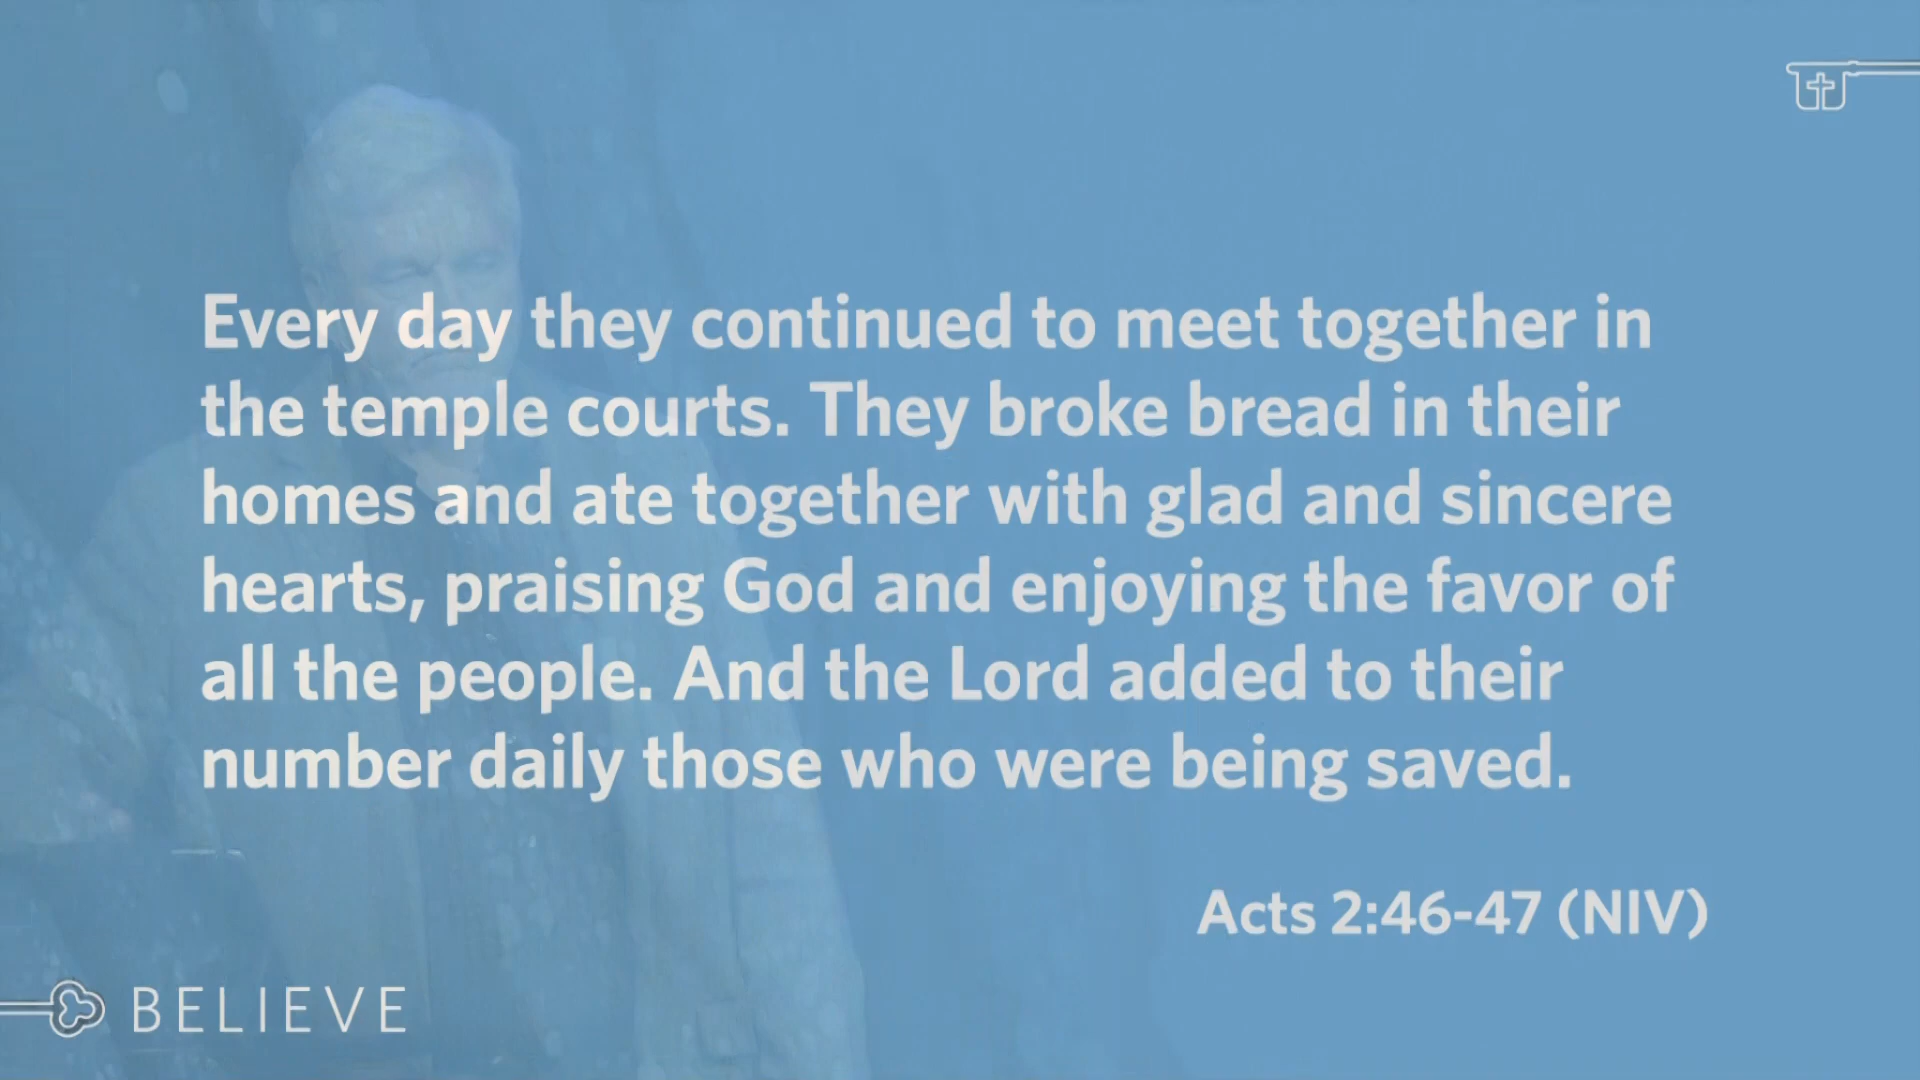 Every day they continued to meet together in
the temple courts. They broke bread in their
homes and ate together with glad and sincere
hearts, praising God and enjoying the favor of
all the people. And the Lord added to their
number daily those who were being saved.
Acts 2:46-47 (NIV)
BELIEVE